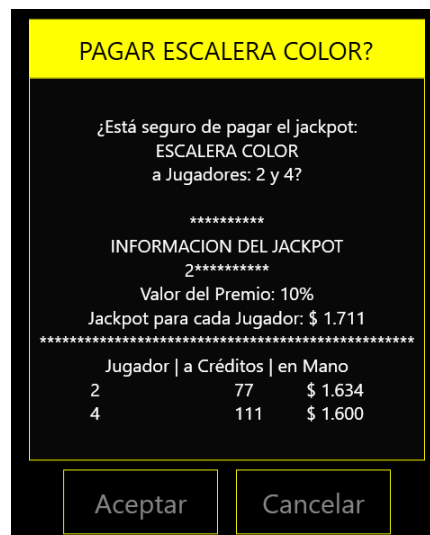 PAGAR ESCALERA COLOR?
¿Está seguro de pagar el jackpot:
ESCALERA COLOR
a Jugadores: 2 y 4?
**********
INFORMACION DEL JACKPOT
2**********
Valor del Premio: 10%
Jackpot para cada Jugador: $ 1.711
**************************************************
Jugador | a Créditos | en Mano
2 77 $ 1.634
4 111 $ 1.600
Aceptar Cancelar